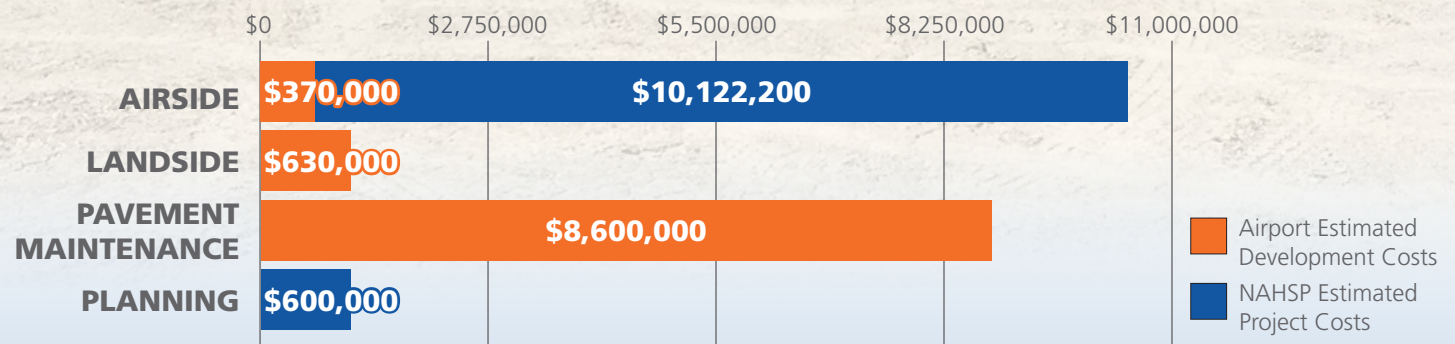 $0 $2,750,000 $5,500,000 $8,250,000 $11,000,000
AIRSIDE $370,000 $10,122,200
LANDSIDE $630,000
PAVEMENT
MAINTENANCE
$8,600,000
PLANNING $600,000
Airport Estimated
Development Costs
NAHSP Estimated
Project Costs